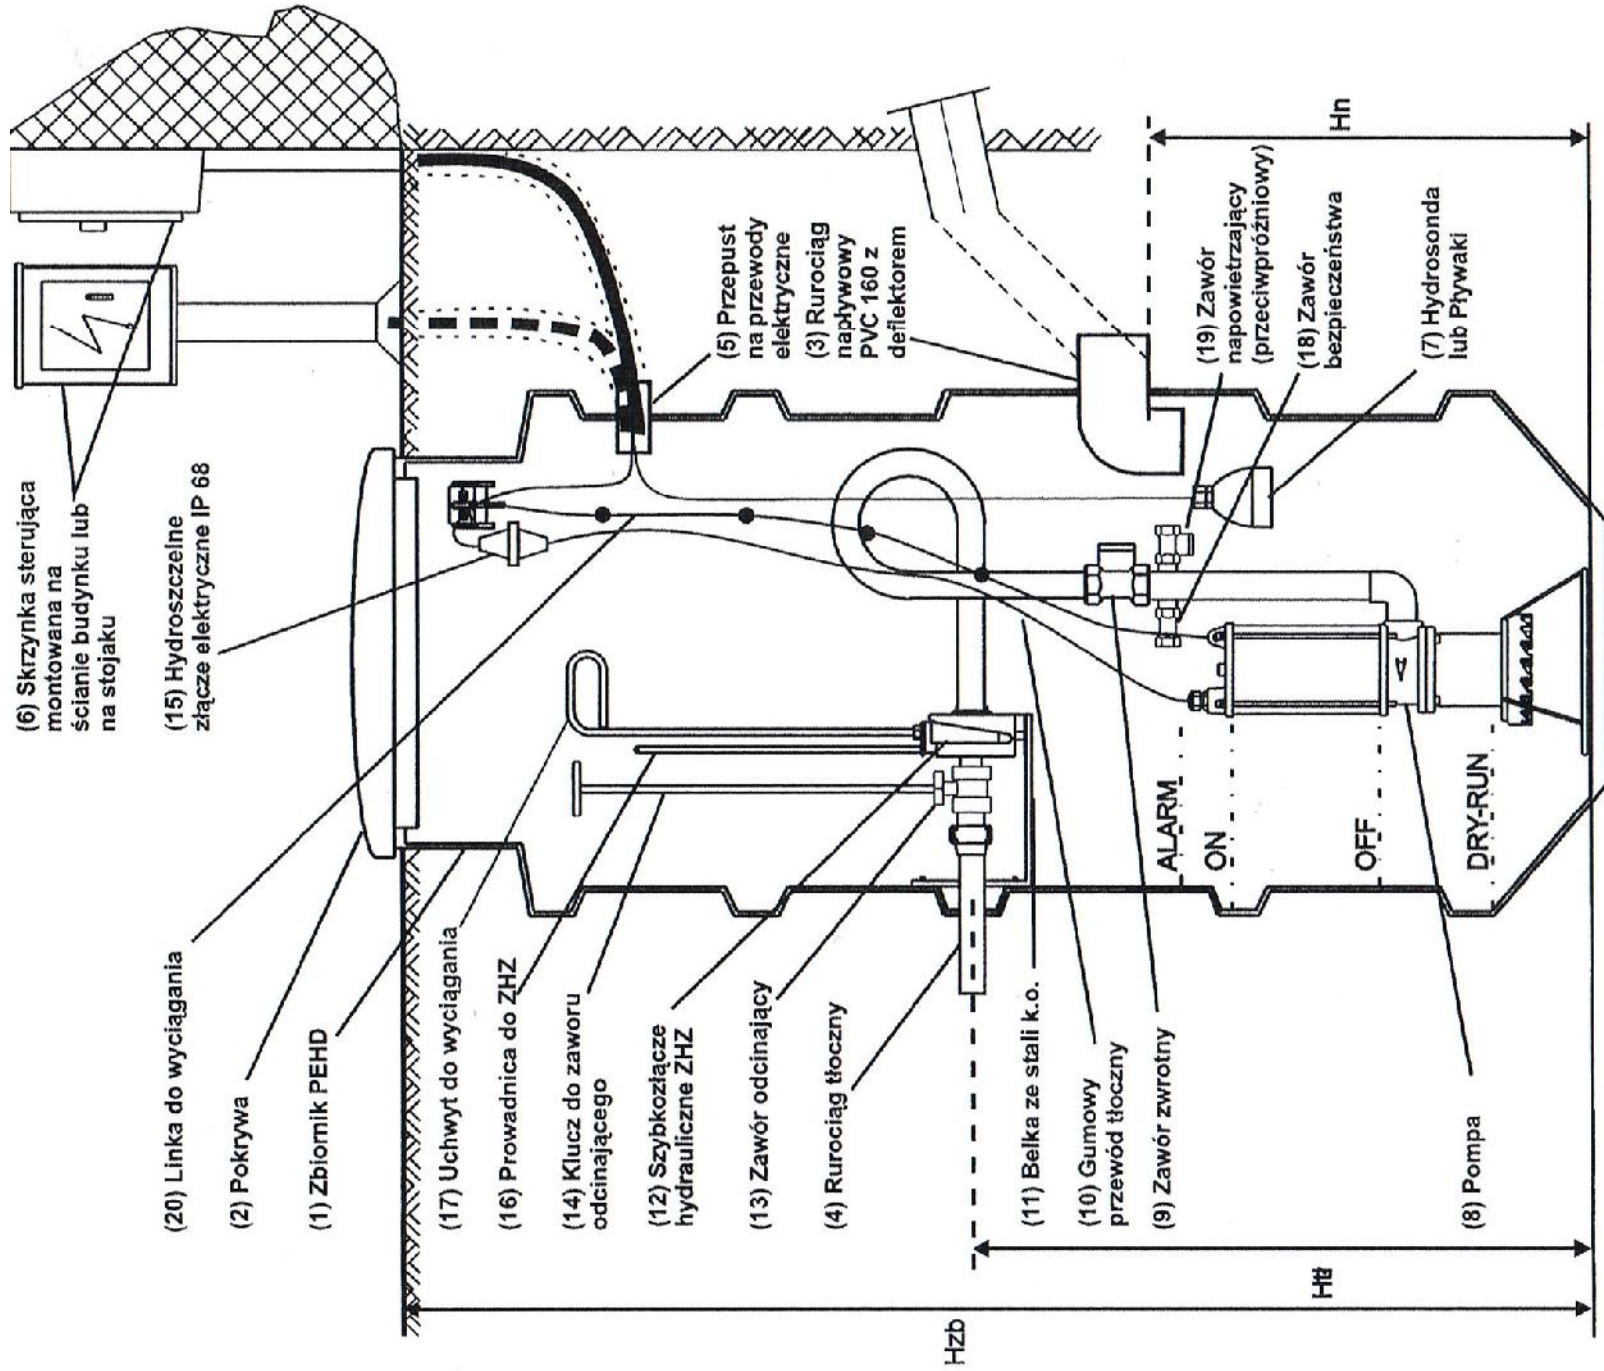 (6) Skrzynka sterująca
montowana na
ścianie budynku lub
na stojaku
(15) Hydroszczelne
złącze elektryczne IP 68
(20) Linka do wyciągania
(2) Pokrywa
(1) Zbiornik PEHD
(17) Uchwyt do wyciągania
(16) Prowadnica do ZHZ
(14) Klucz do zaworu
odcinającego
(12) Szybkozłącze
hydrauliczne ZHZ
(13) Zawór odcinający
(4) Rurociąg tłoczny
(11) Belka ze stali k.o.
(10) Gumowy
przewód tłoczny
(9) Zawór zwrotny
(8) Pompa
(5) Przepust
na przewody
elektryczne
(3) Rurociąg
napływowy
PVC 160 z
deflektorem
(19) Zawór
napowietrzający
(przeciwpróżniowy)
(18) Zawór
bezpieczeństwa
(7) Hydrosonda
lub Pływaki
ALARM
ON
OFF
DRY-RUN
Hn
Hzb